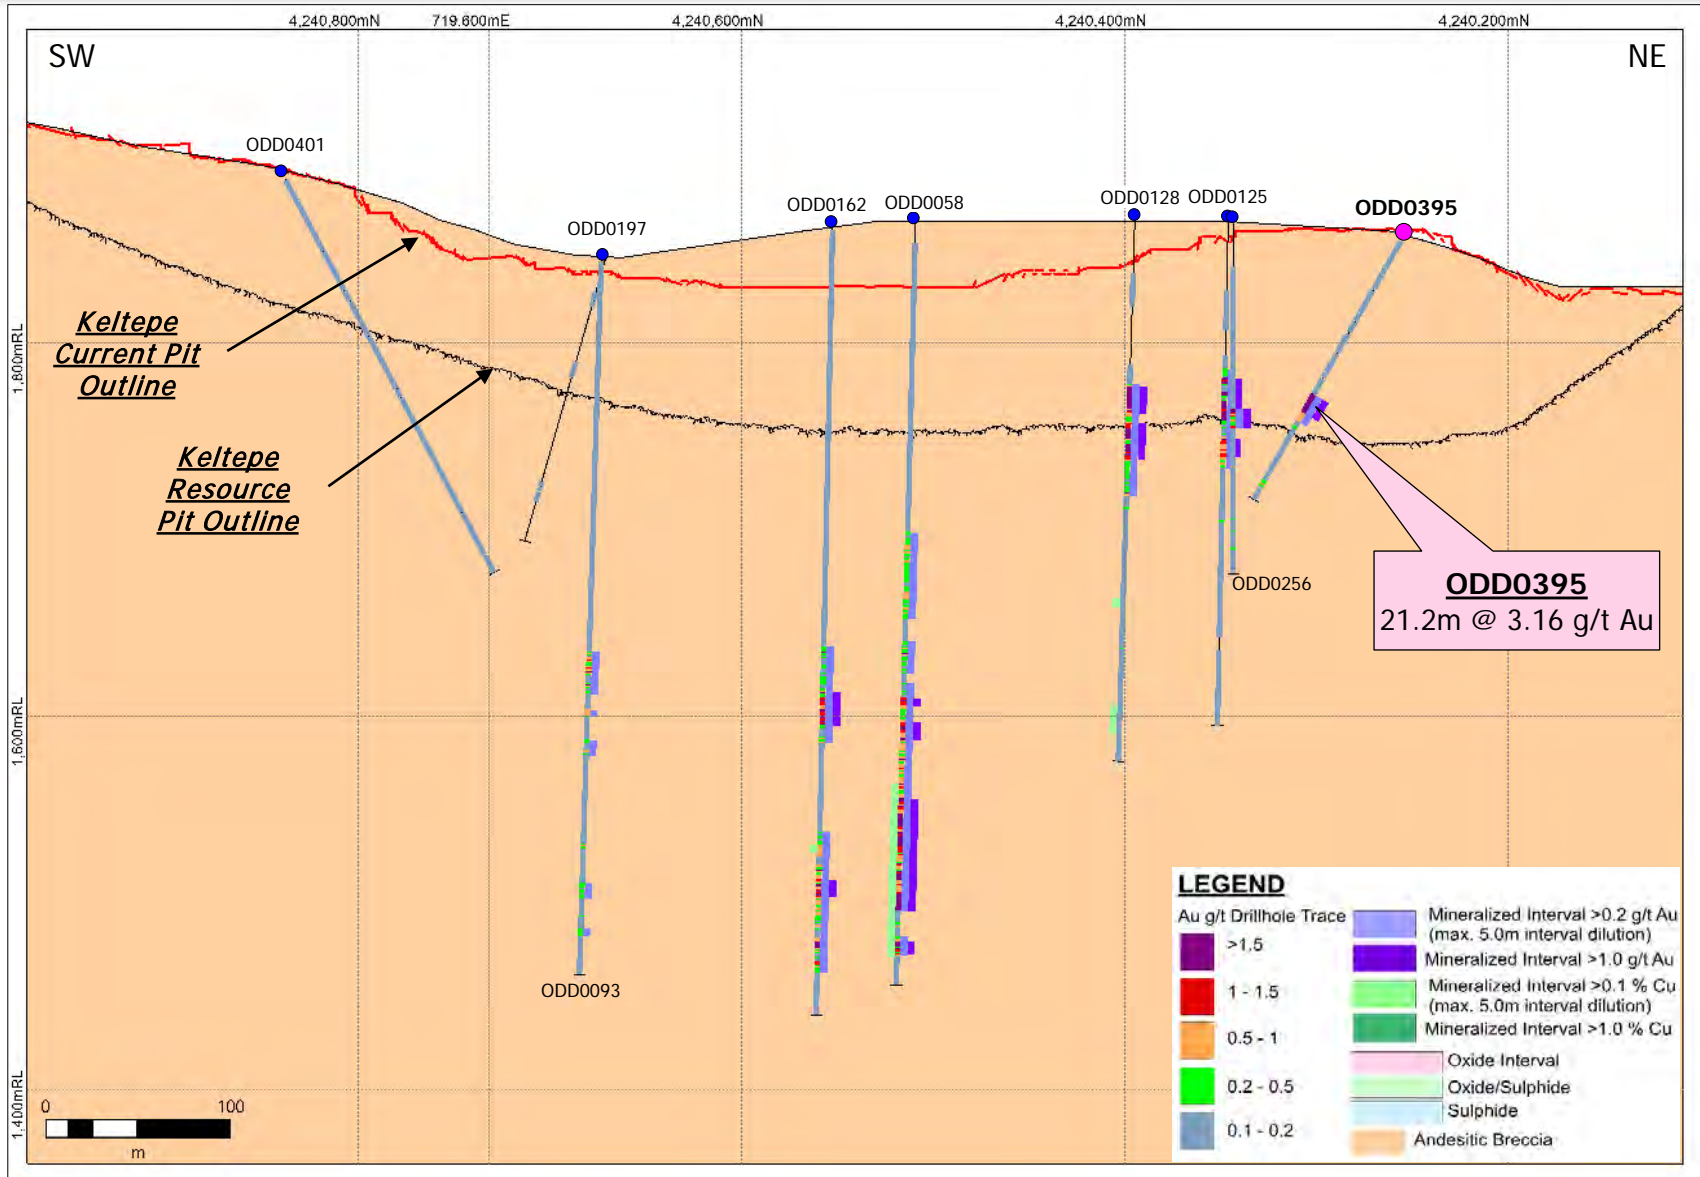 4,240,800mN
719,600mE
4,240,600mN
4,240,400mN
4,240,200mN
SW
NE
ODD0401
ODD0197
ODD0162
ODD0058
ODD0128
ODD0125
ODD0395
Keltepe
Current Pit
Outline
Keltepe
Resource
Pit Outline
1,800mRL
1,600mRL
1,400mRL
ODD0256
ODD0093
ODD0395
21.2m @ 3.16 g/t Au
LEGEND
Au g/t Drillhole Trace
>1.5
1 - 1.5
0.5 - 1
0.2 - 0.5
0.1 - 0.2
Mineralized Interval >0.2 g/t Au
(max. 5.0m interval dilution)
Mineralized Interval >1.0 g/t Au
Mineralized Interval >0.1 % Cu
(max. 5.0m interval dilution)
Mineralized Interval >1.0 % Cu
Oxide Interval
Oxide/Sulphide
Sulphide
Andesitic Breccia
0 100
m